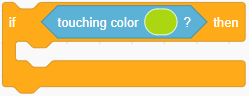 if touching color ? then